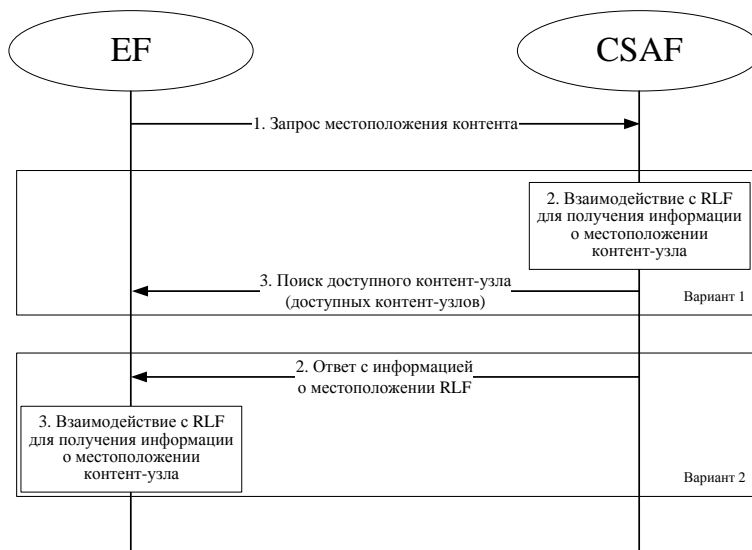 EF
CSAF
1. Запрос местоположения контента
2. Взаимодействие с RLF
для получения информации
о местоположении
контент-узла
3. Поиск доступного контент-узла
(доступных контент-узлов)
Вариант 1
2. Ответ с информацией
о местоположении RLF
3. Взаимодействие с RLF
для получения информации
о местоположении
контент-узла
Вариант 2